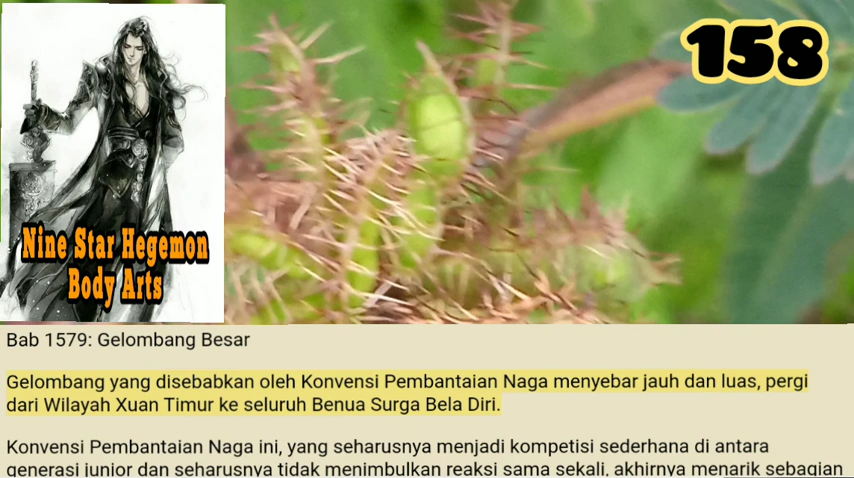 158
Nine Star Hegemon
Body Arts
Bab 1579: Gelombang Besar
Gelombang yang disebabkan oleh Konvensi Pembantaian Naga menyebar jauh dan luas, pergi
dari Wilayah Xuan Timur ke seluruh Benua Surga Bela Diri.
Konvensi Pembantaian Naga ini, yang seharusnya menjadi kompetisi sederhana di antara
generasi junior dan seharusnya tidak menimbulkan reaksi sama sekali, akhirnya menarik sebagian